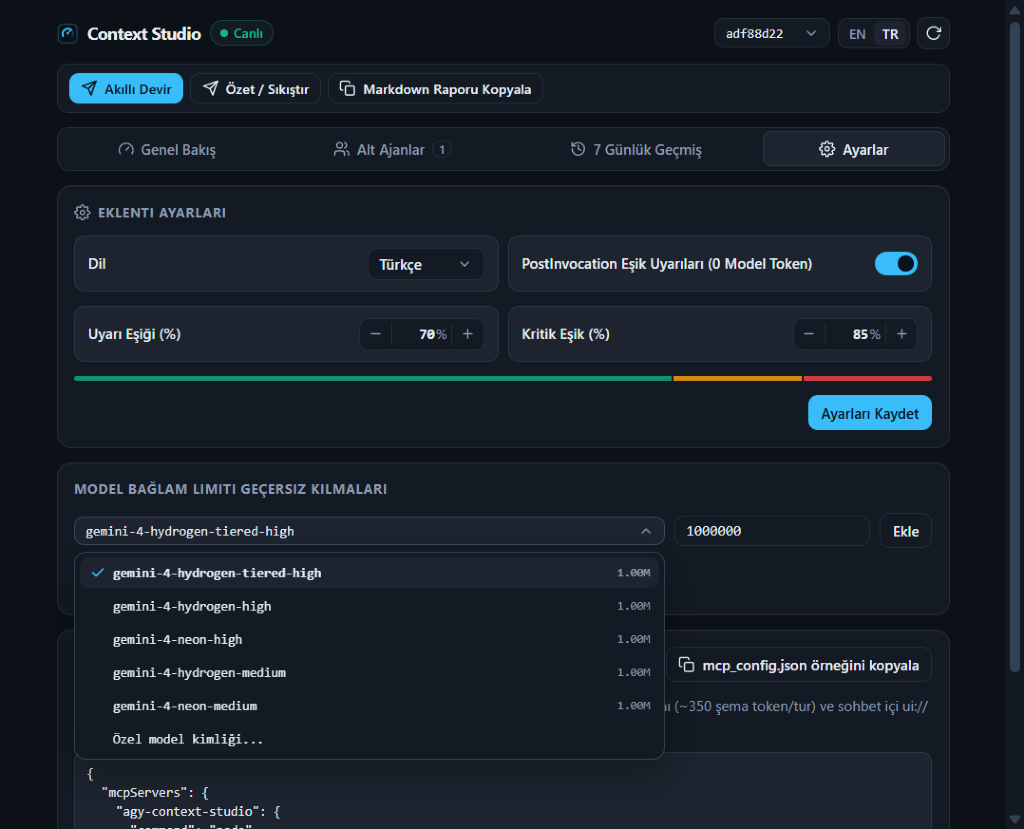 Context Studio
Canlı
adf88d22
EN
TR
Akıllı Devir
Özet / Sıkıştır
Markdown Raporu Kopyala
Genel Bakış
Alt Ajanlar 1
7 Günlük Geçmiş
Ayarlar
EKLENTI AYARLARI
Dil
Türkçe
PostInvocation Eşik Uyarıları (0 Model Token)
Uyarı Eşiği (%)
− 70% +
Kritik Eşik (%)
− 85% +
Ayarları Kaydet
MODEL BAĞLAM LIMITI GEÇERSIZ KILMALARI
gemini-4-hydrogen-tiered-high
1000000
Ekle
gemini-4-hydrogen-tiered-high 1.00M
gemini-4-hydrogen-high 1.00M
gemini-4-neon-high 1.00M
gemini-4-hydrogen-medium 1.00M
gemini-4-neon-medium 1.00M
Özel model kimliği...
mcp_config.json örneğini kopyala
(~350 şema token/tur) ve sohbet içi ui://
{
"mcpServers": {
"agy-context-studio": {